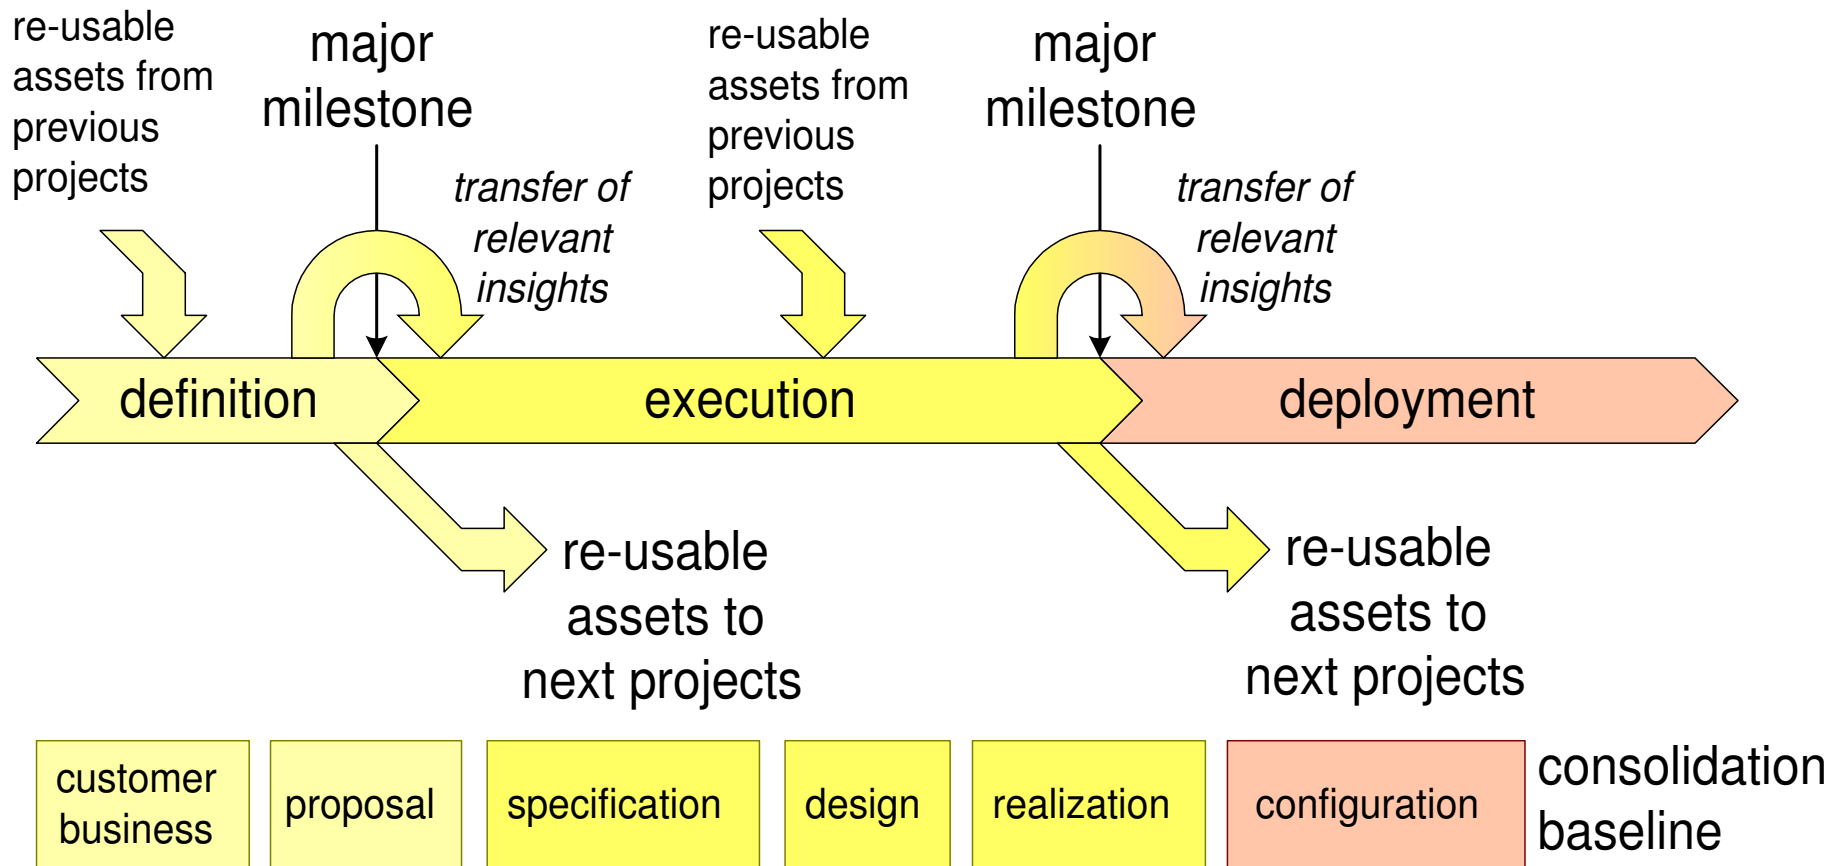 re-usable
assets from
previous
projects
major
milestone
transfer of
relevant
insights
re-usable
assets from
previous
projects
major
milestone
transfer of
relevant
insights
definition
execution
deployment
re-usable
assets to
next projects
re-usable
assets to
next projects
customer
business
proposal
specification
design
realization
configuration
consolidation
baseline